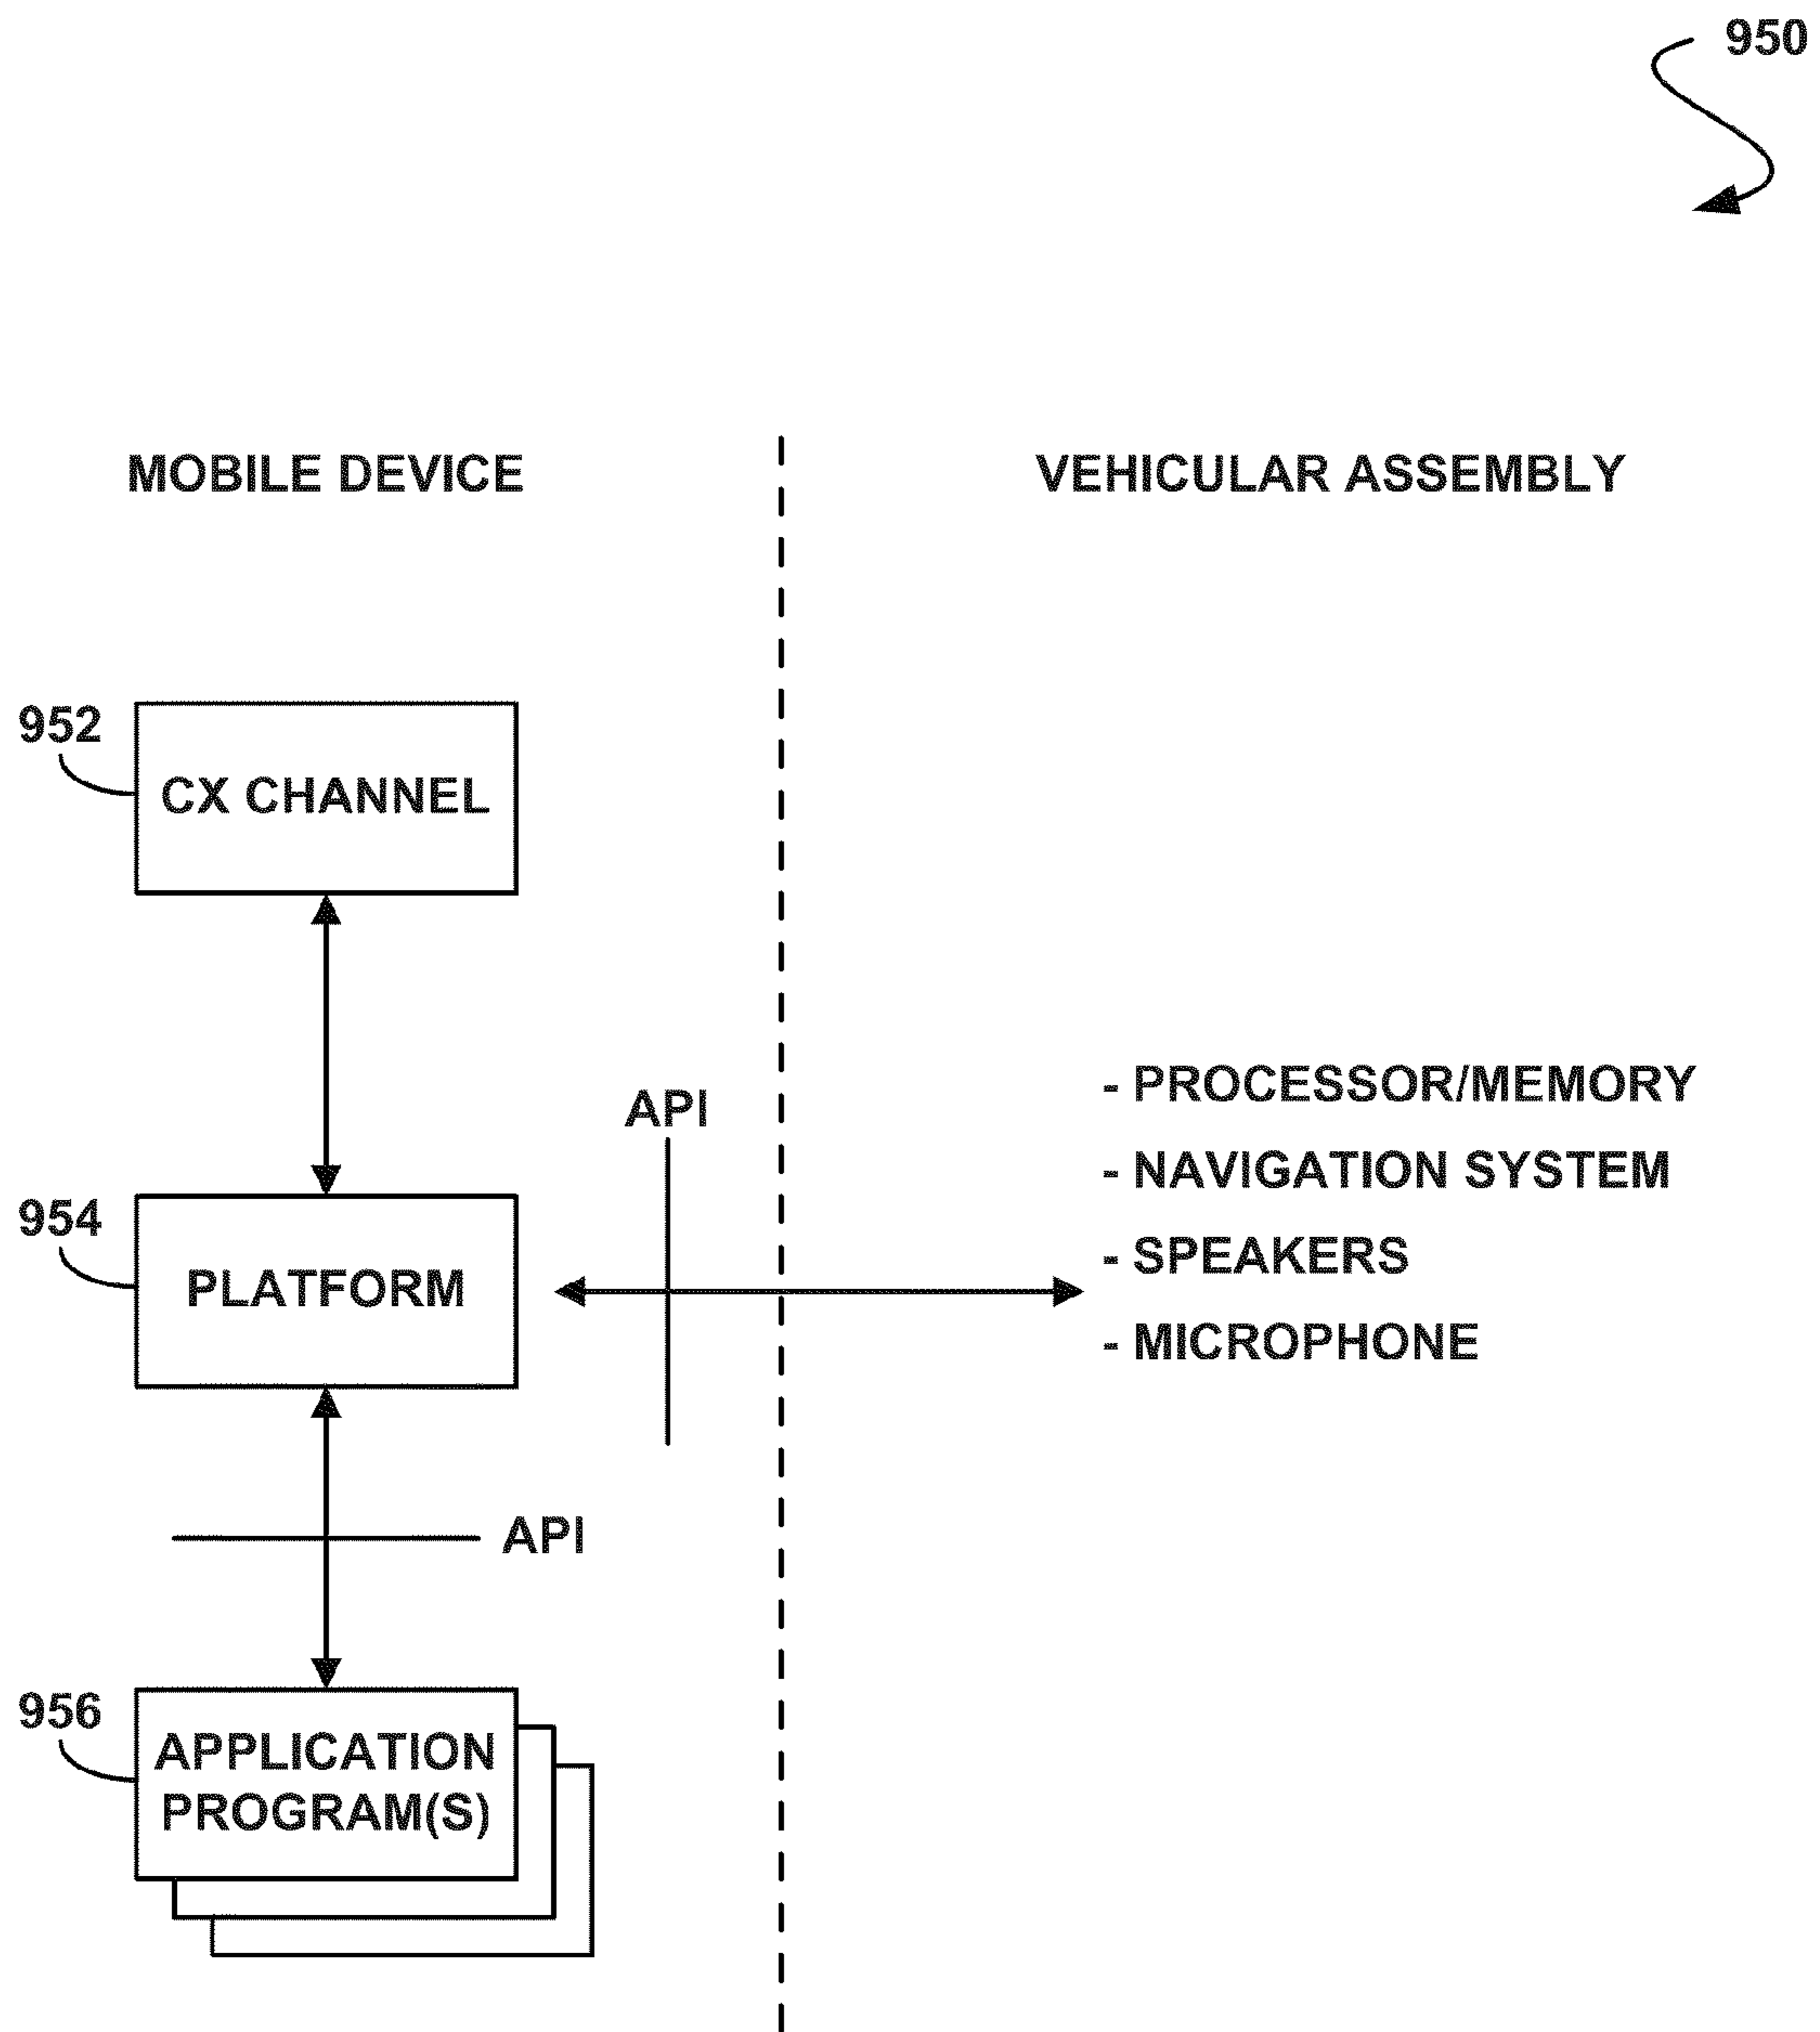 950
MOBILE DEVICE
VEHICULAR ASSEMBLY
952
CX CHANNEL
954
PLATFORM
API
- PROCESSOR/MEMORY
- NAVIGATION SYSTEM
- SPEAKERS
- MICROPHONE
API
956
APPLICATION
PROGRAM(S)